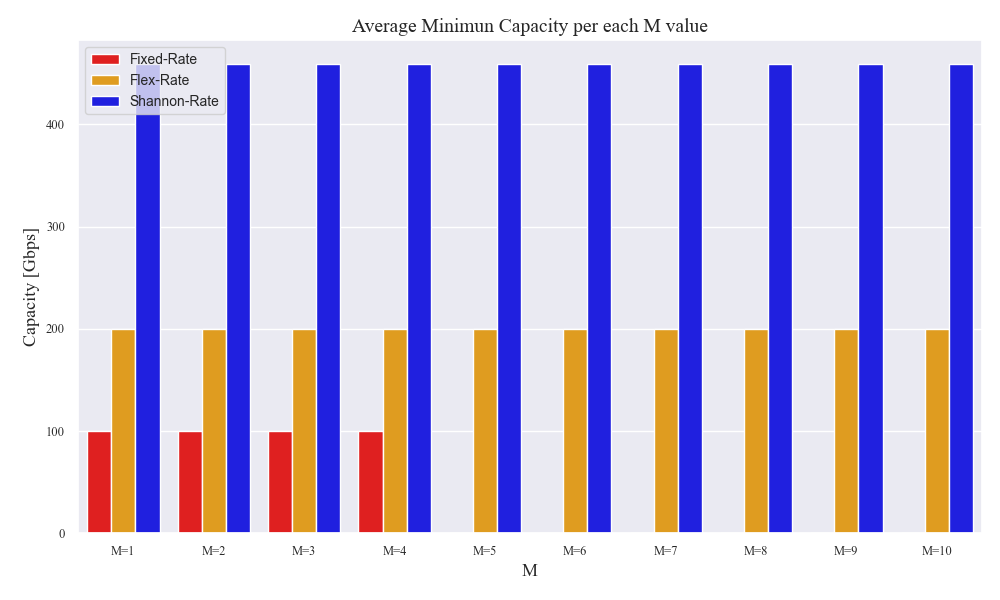 Average Minimun Capacity per each M value
Fixed-Rate
Flex-Rate
Shannon-Rate
Capacity [Gbps]
400
300
200
100
0
M=1 M=2 M=3 M=4 M=5 M=6 M=7 M=8 M=9 M=10
M